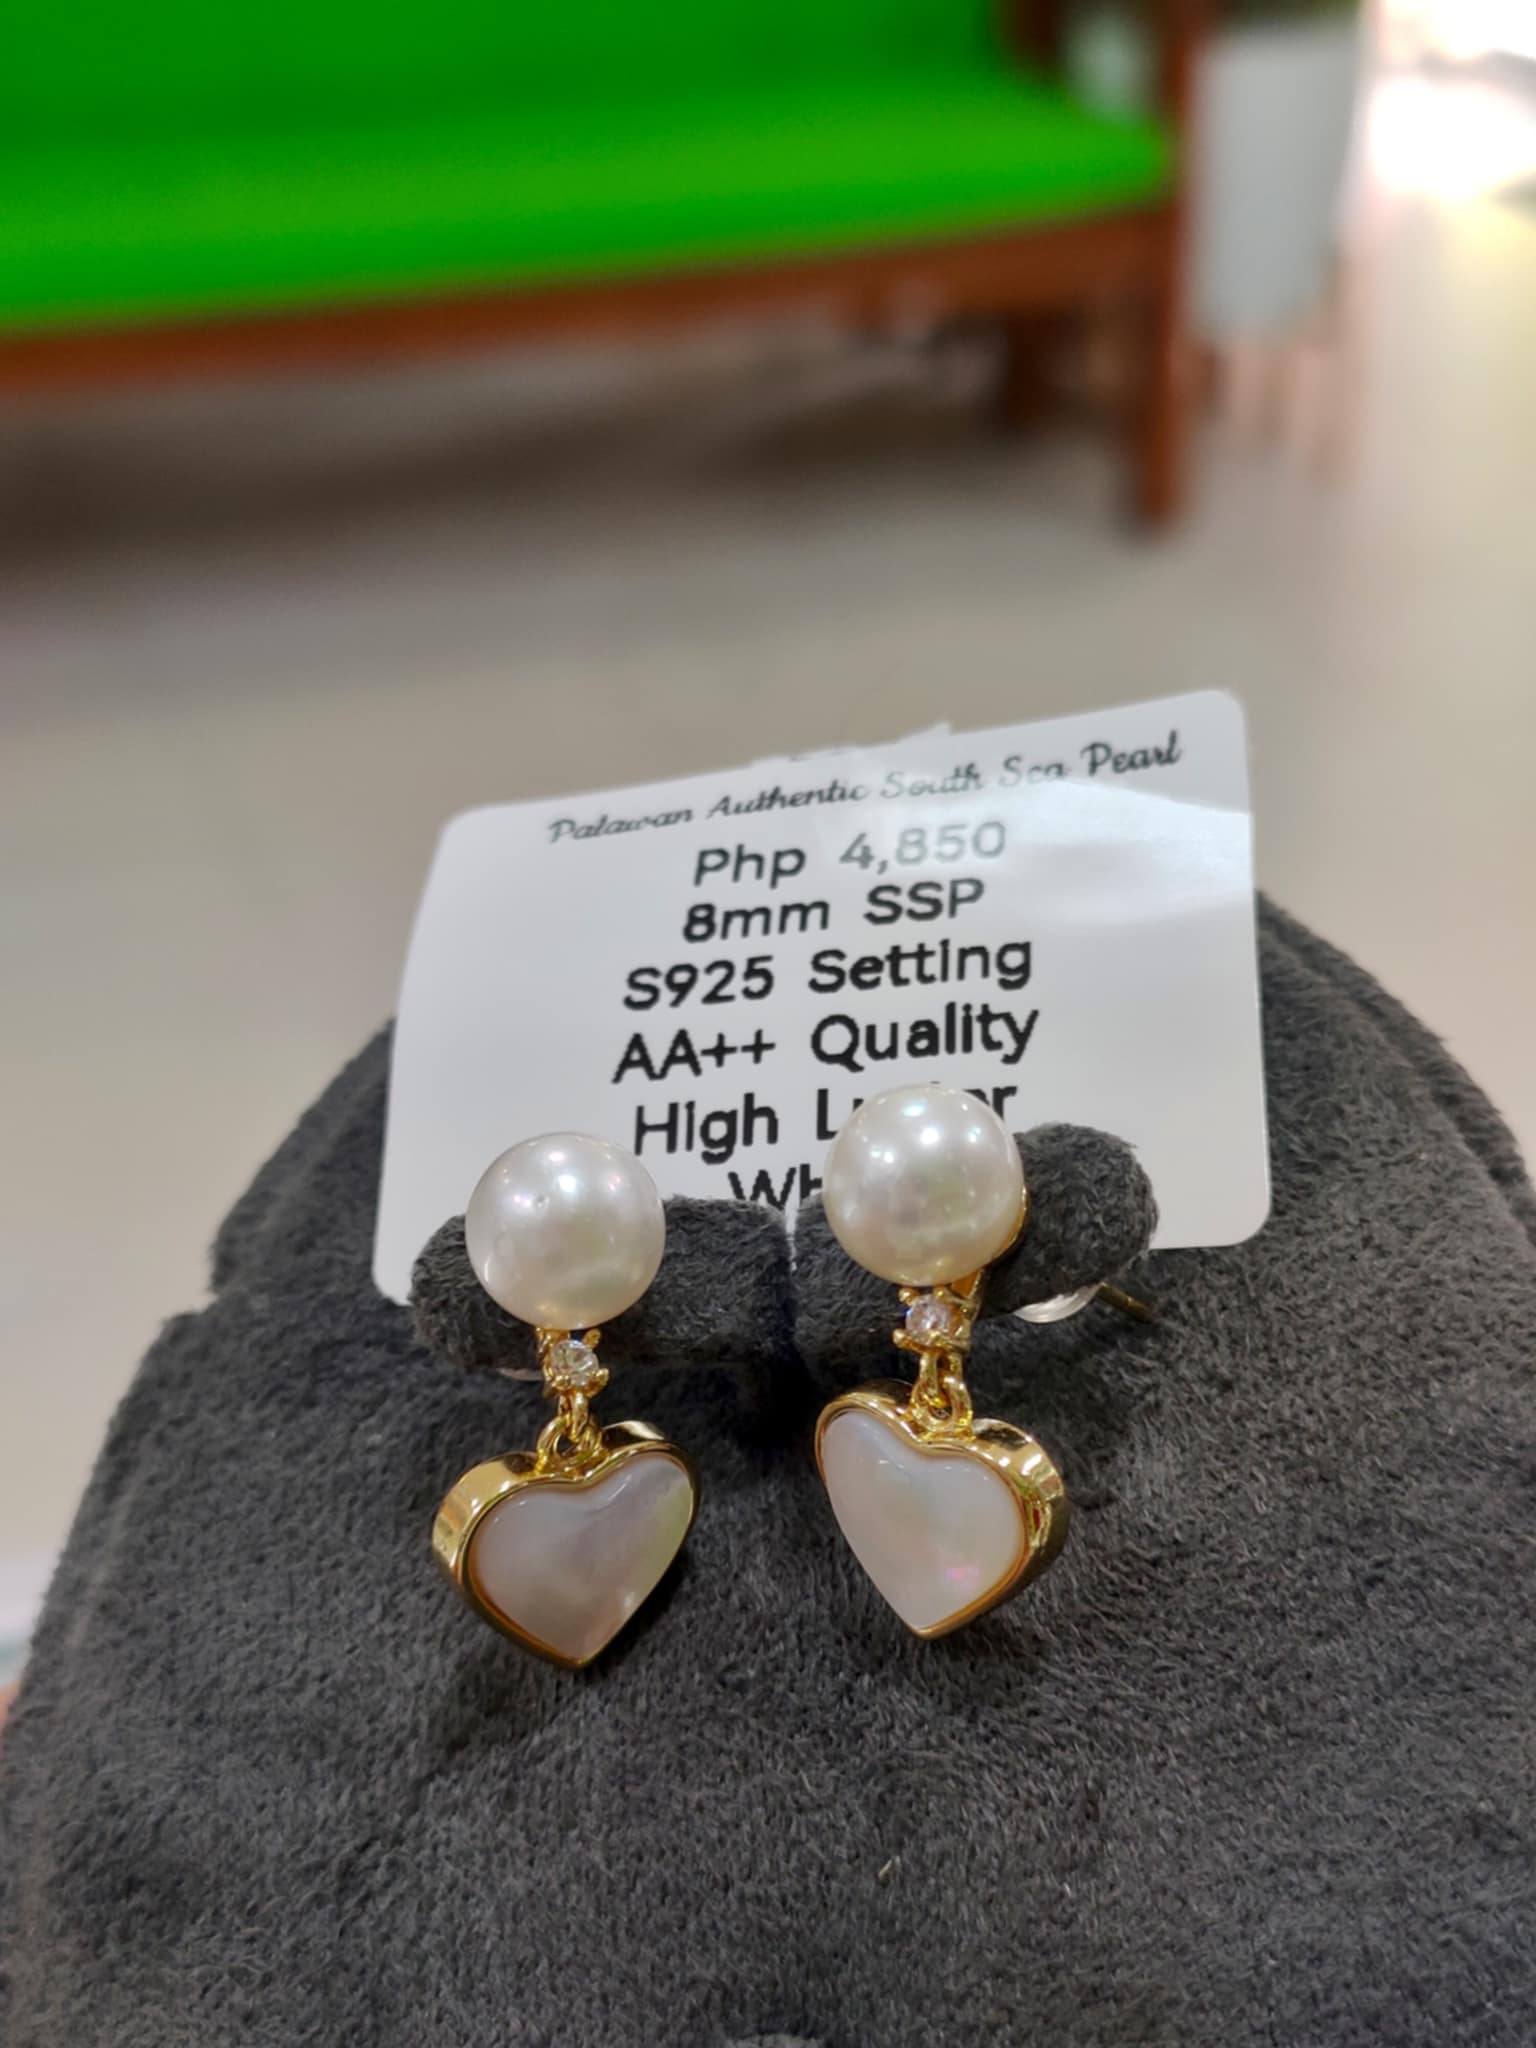 Palawan Authentic South Sea Pearl
Php 4,850
8mm SSP
S925 Setting
AA++ Quality
High